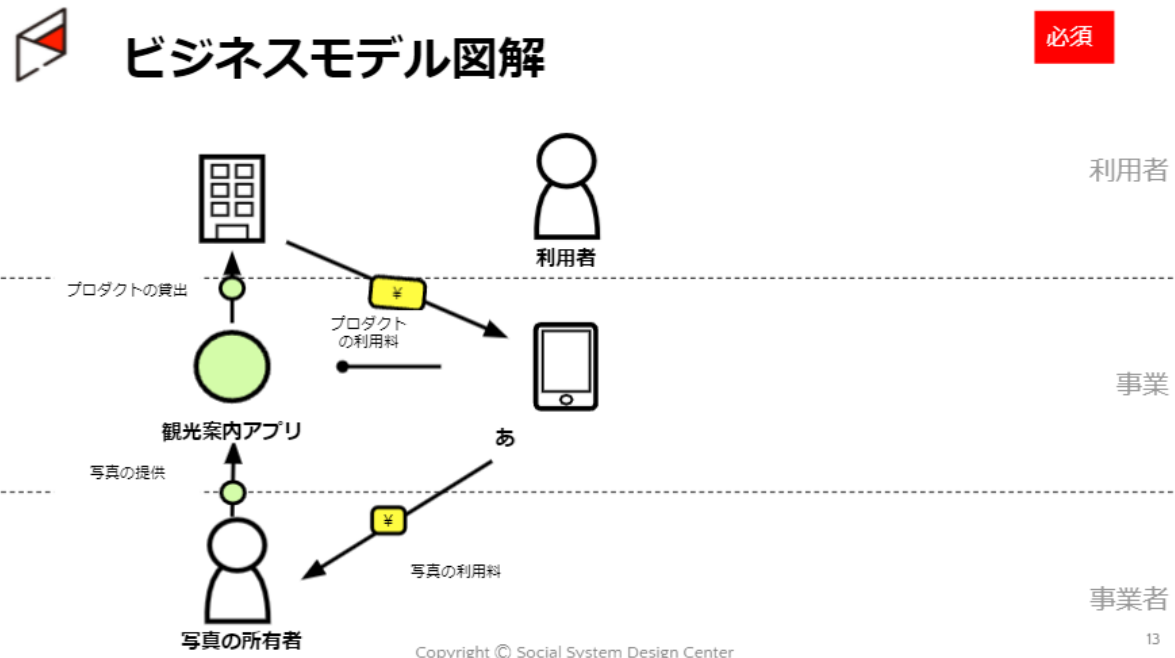 ビジネスモデル図解
必須
利用者
利用者
プロダクトの貸出
¥
プロダクト
の利用料
事業
観光案内アプリ
あ
写真の提供
¥
写真の利用料
事業者
写真の所有者
Copyright © Social System Design Center
13